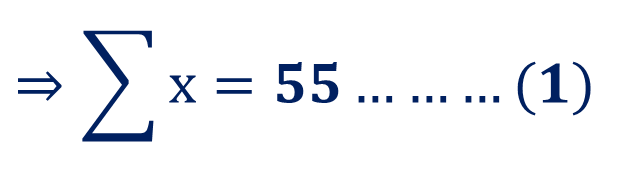 ⇒ ∑ x = 55 … … … (1)